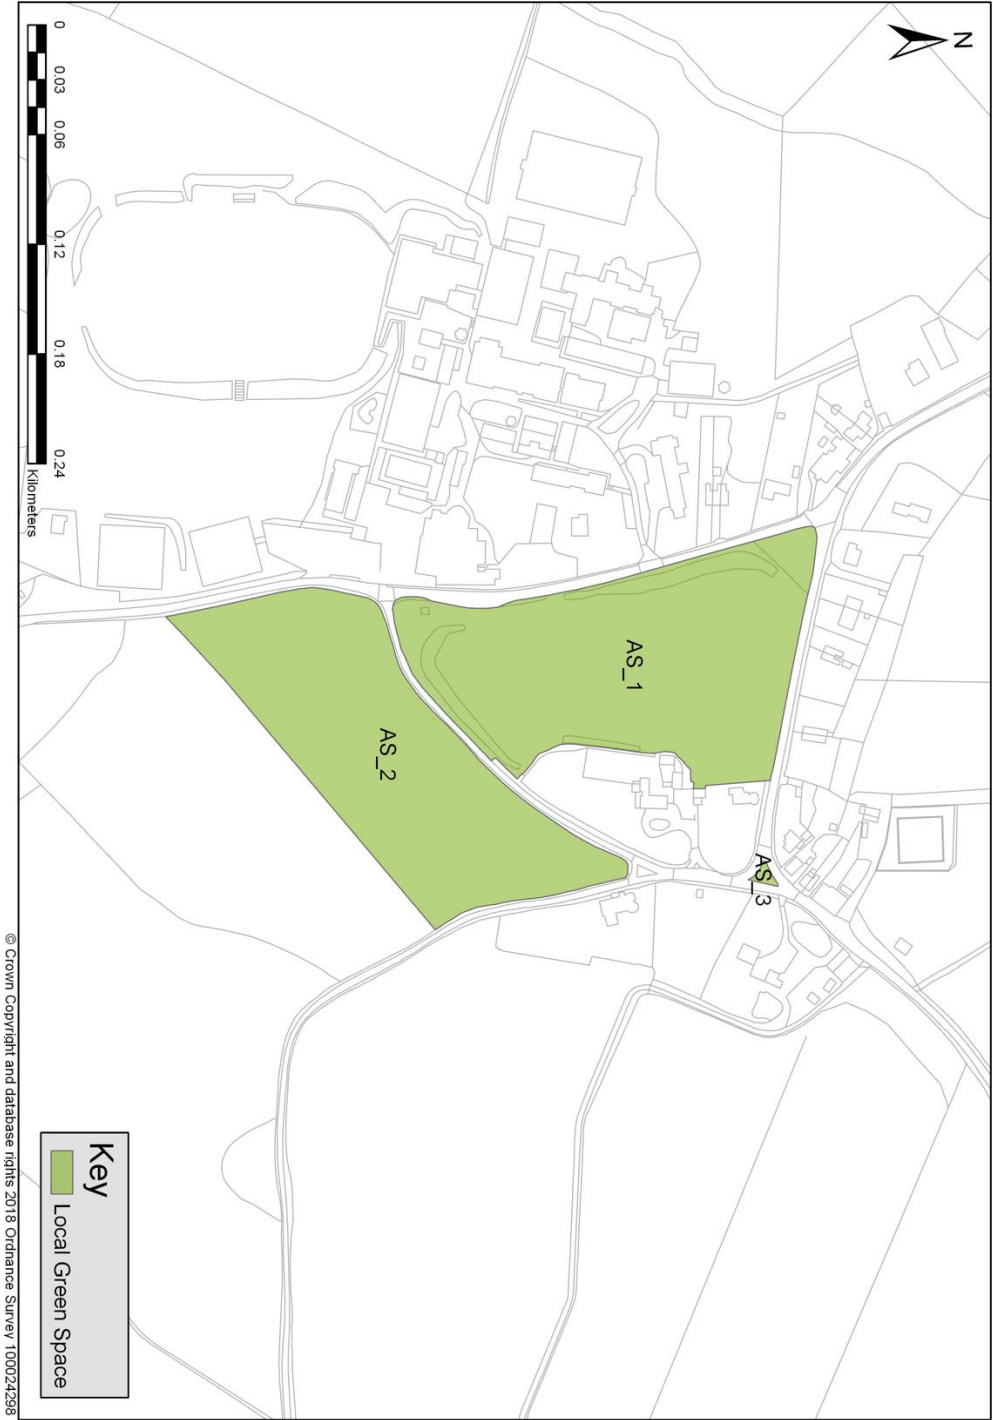 N
AS_1
AS_2
AS_3
0 0.03 0.06 0.12 0.18 0.24
Kilometers
Key
Local Green Space
© Crown Copyright and database rights 2018 Ordnance Survey 100024298